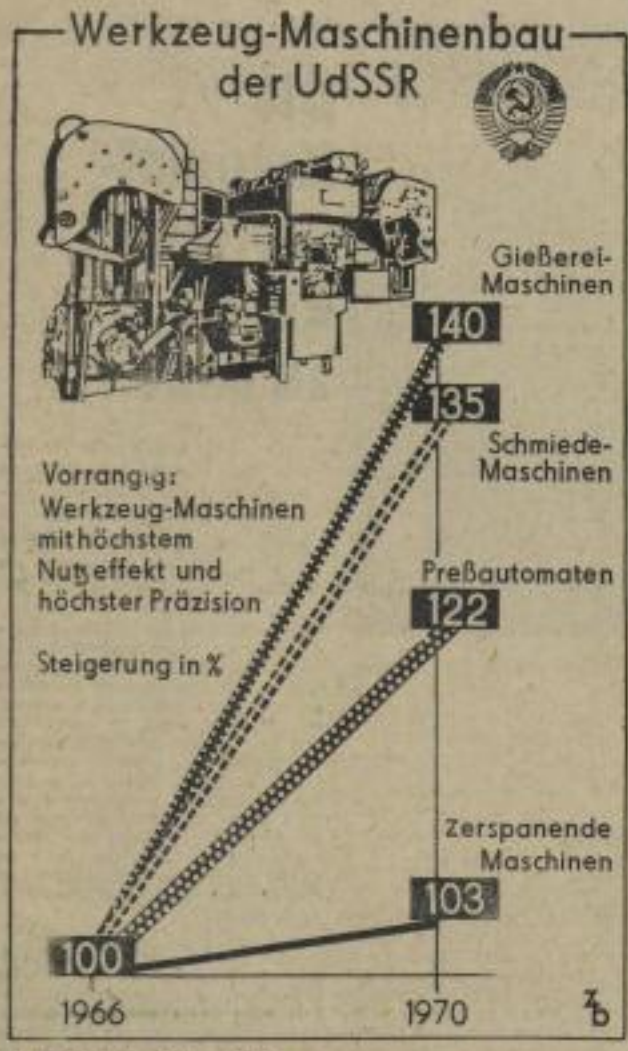 Werkzeug-Maschinenbau
der UdSSR
Gießerei-
Maschinen
140
135
Schmiede-
Maschinen
Vorrangig:
Werkzeug-Maschinen
mit höchstem
Nutzeffekt und
höchster Präzision
Preßautomaten
122
Steigerung in %
Zerspanende
Maschinen
103
100
1966
1970
zb